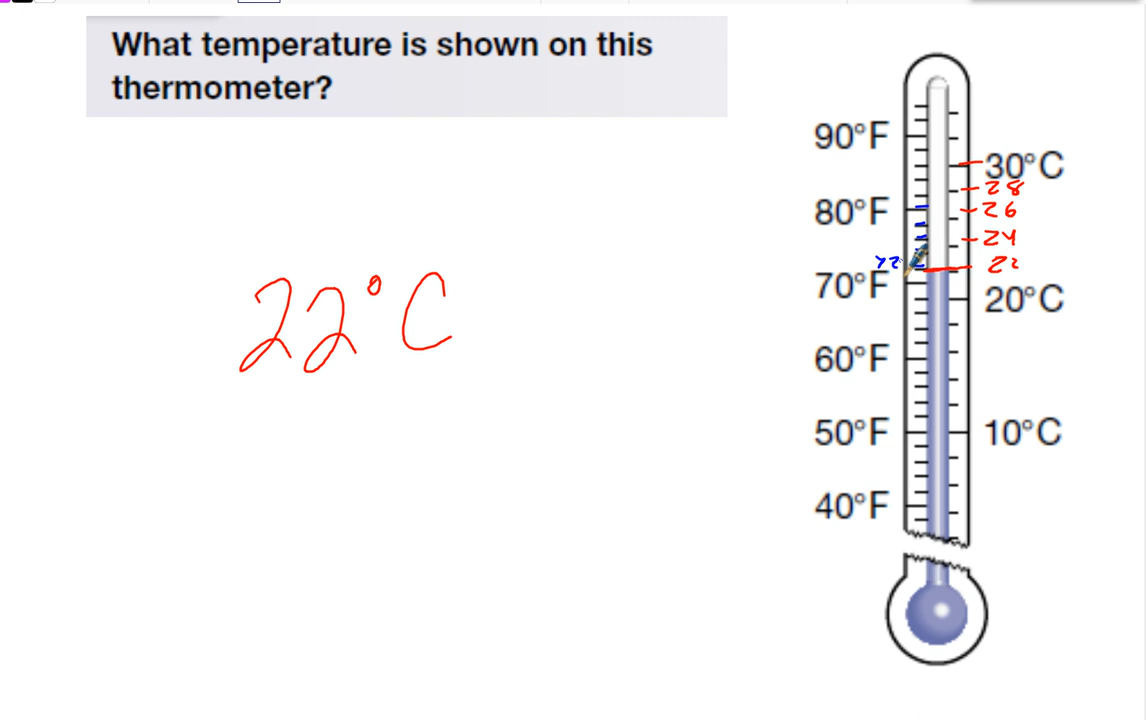 What temperature is shown on this
thermometer?
90°F
30°C
28
80°F
26
24
22
70°F
20°C
22°C
60°F
50°F
10°C
40°F